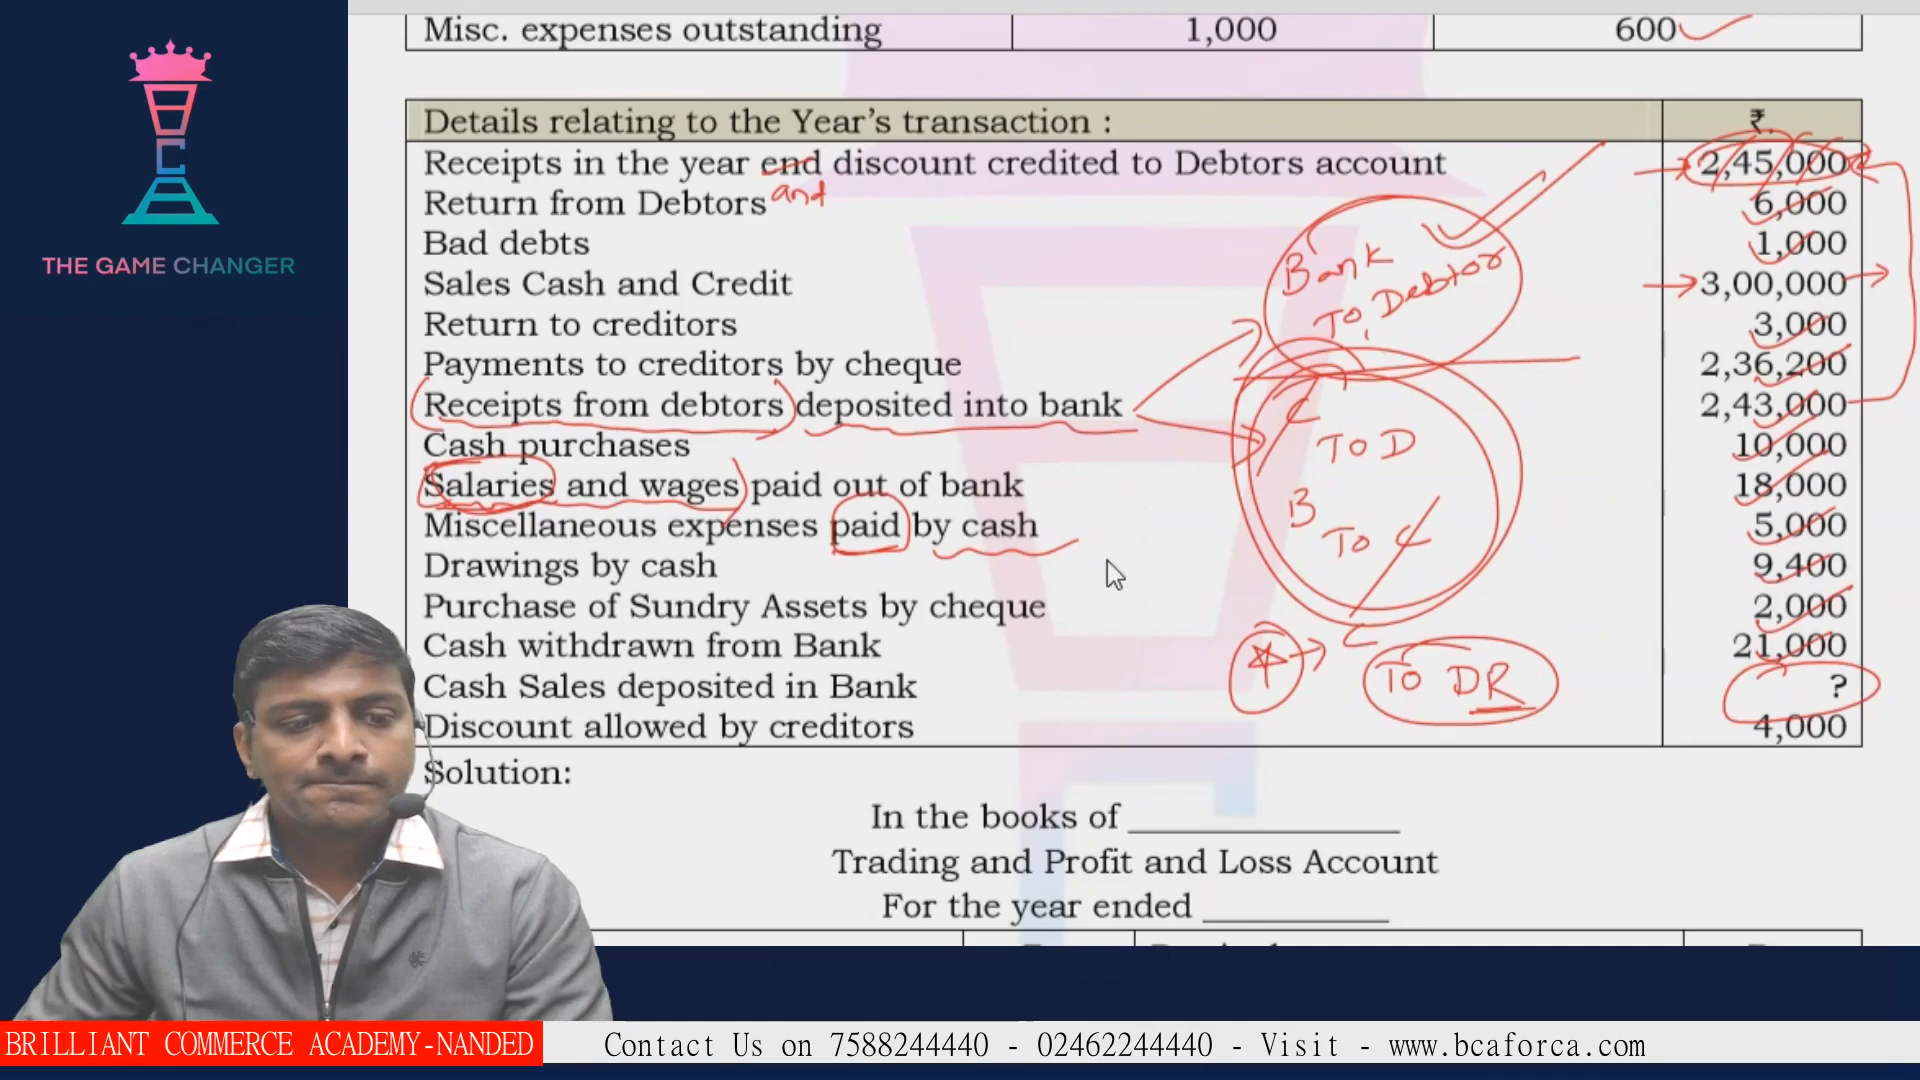 Misc. expenses outstanding 1,000 600
Details relating to the Year's transaction : ₹.
Receipts in the year end discount credited to Debtors account 2,45,000
and
Return from Debtors 6,000
Bad debts 1,000
Sales Cash and Credit 3,00,000
Return to creditors 3,000
Payments to creditors by cheque 2,36,200
Receipts from debtors deposited into bank 2,43,000
Cash purchases 10,000
Salaries and wages paid out of bank 18,000
Miscellaneous expenses paid by cash 5,000
Drawings by cash 9,400
Purchase of Sundry Assets by cheque 2,000
Cash withdrawn from Bank 21,000
Cash Sales deposited in Bank ?
Discount allowed by creditors 4,000
Bank
To Debtor
C
To D
B
To C
C
To DR
Solution:
In the books of
Trading and Profit and Loss Account
For the year ended
THE GAME CHANGER
BRILLIANT COMMERCE ACADEMY-NANDED
Contact Us on 7588244440 - 02462244440 - Visit - www.bcaforca.com